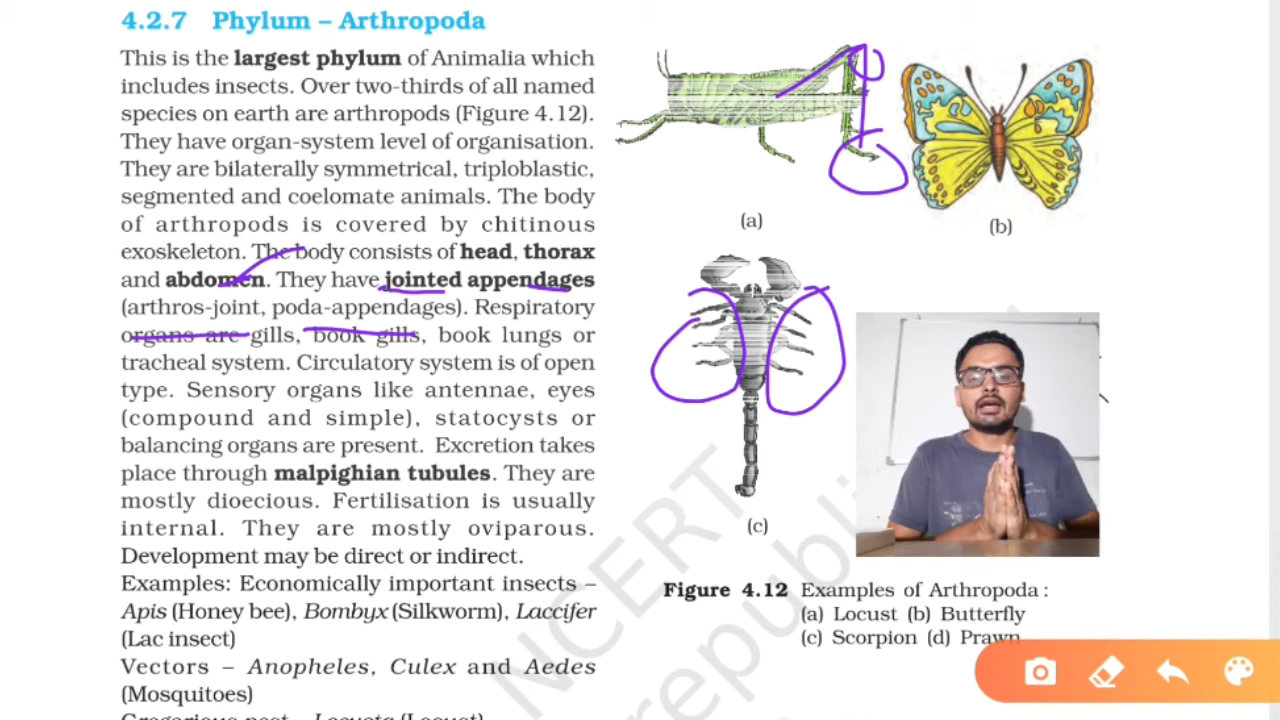 4.2.7 Phylum – Arthropoda
This is the largest phylum of Animalia which
includes insects. Over two-thirds of all named
species on earth are arthropods (Figure 4.12).
They have organ-system level of organisation.
They are bilaterally symmetrical, triploblastic,
segmented and coelomate animals. The body
of arthropods is covered by chitinous
exoskeleton. The body consists of head, thorax
and abdomen. They have jointed appendages
(arthros-joint, poda-appendages). Respiratory
organs are gills, book gills, book lungs or
tracheal system. Circulatory system is of open
type. Sensory organs like antennae, eyes
(compound and simple), statocysts or
balancing organs are present. Excretion takes
place through malpighian tubules. They are
mostly dioecious. Fertilisation is usually
internal. They are mostly oviparous.
Development may be direct or indirect.
Examples: Economically important insects –
Apis (Honey bee), Bombyx (Silkworm), Laccifer
(Lac insect)
Vectors – Anopheles, Culex and Aedes
(Mosquitoes)
Gregarious pest – Locusta (Locust)
(a)
(b)
(c)
Figure 4.12 Examples of Arthropoda :
(a) Locust (b) Butterfly
(c) Scorpion (d) Prawn
NCERT
republi